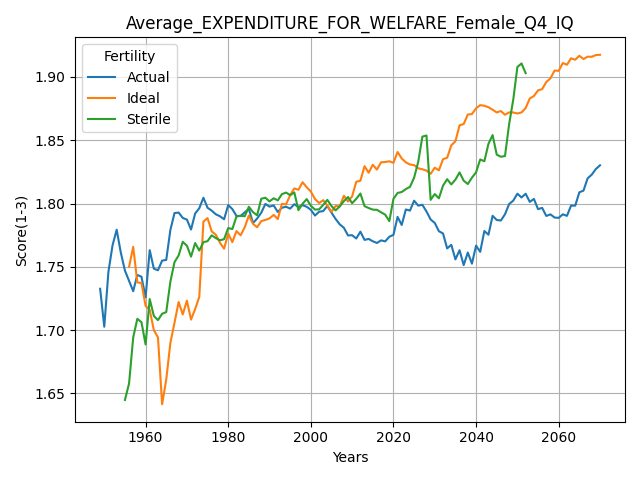 Average_EXPENDITURE_FOR_WELFARE_Female_Q4_IQ
Fertility
Actual
Ideal
Sterile
Score(1-3)
1.90
1.85
1.80
1.75
1.70
1.65
1960
1980
2000
2020
2040
2060
Years